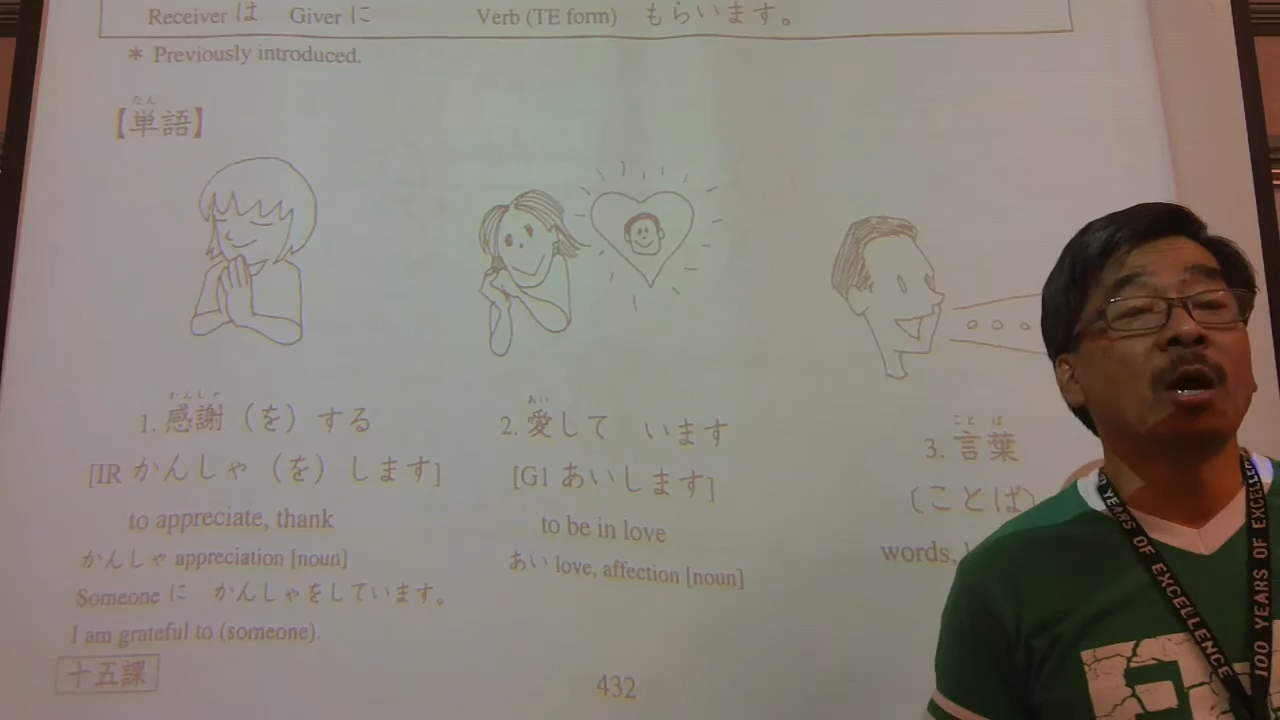 Receiver は Giver に Verb (TE form) もらいます。
* Previously introduced.
たん
【単語】
かんしゃ
1. 感謝（を）する
[IR かんしゃ（を）します]
to appreciate, thank
かんしゃ appreciation [noun]
Someone に かんしゃをしています。
I am grateful to (someone).
あい
2. 愛して います
[G1 あいします]
to be in love
あい love, affection [noun]
ことば
3. 言葉
(ことば)
words,
十五課
432
YEARS OF EXCELLENCE
100 YEARS OF EXCELLENCE